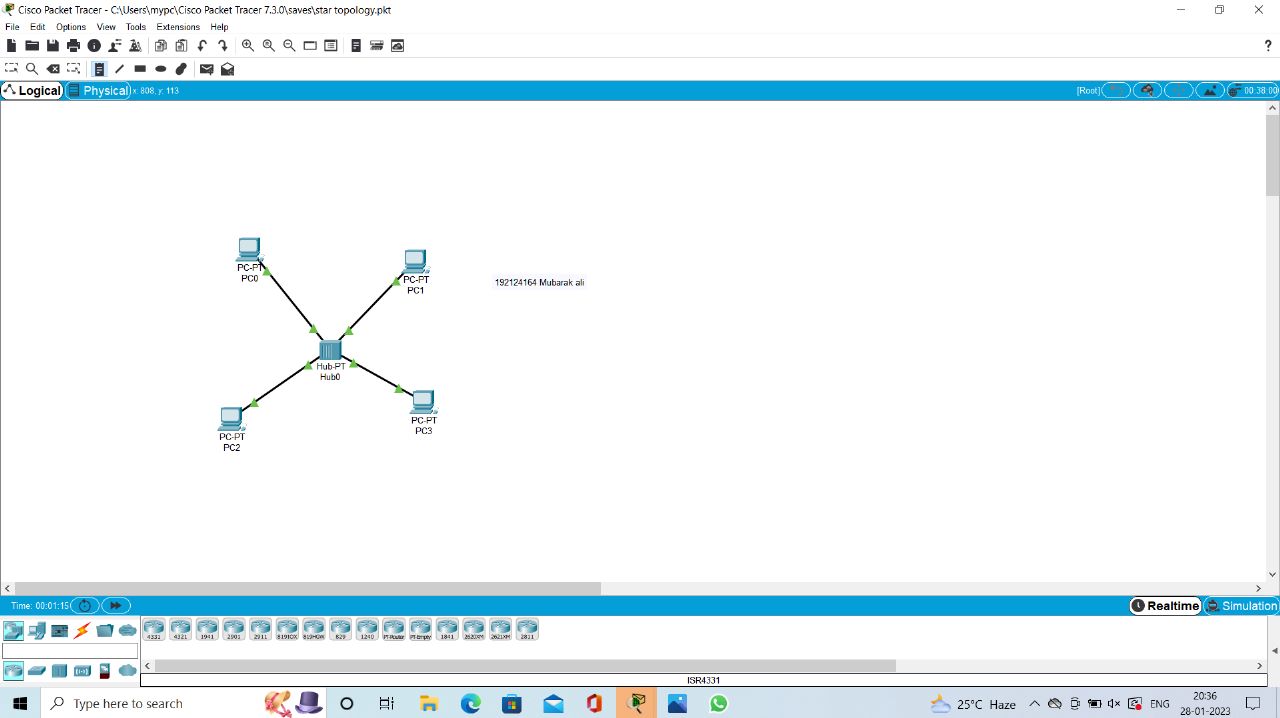 Cisco Packet Tracer - C:\Users\mypc\Cisco Packet Tracer 7.3.0\saves\star topology.pkt
File Edit Options View Tools Extensions Help
Logical Physical x: 808, y: 113 [Root] 00:38:00
PC-PT
PC0
PC-PT
PC1
192124164 Mubarak ali
Hub-PT
Hub0
PC-PT
PC3
PC-PT
PC2
Time: 00:01:15 Realtime Simulation
4331 4321 1941 2901 2911 819IOX 819HGW 829 1240 PT-Router PT-Empty 1841 2620XM 2621XM 2811
ISR4331
Type here to search
25°C Haze ENG
20:36
28-01-2023